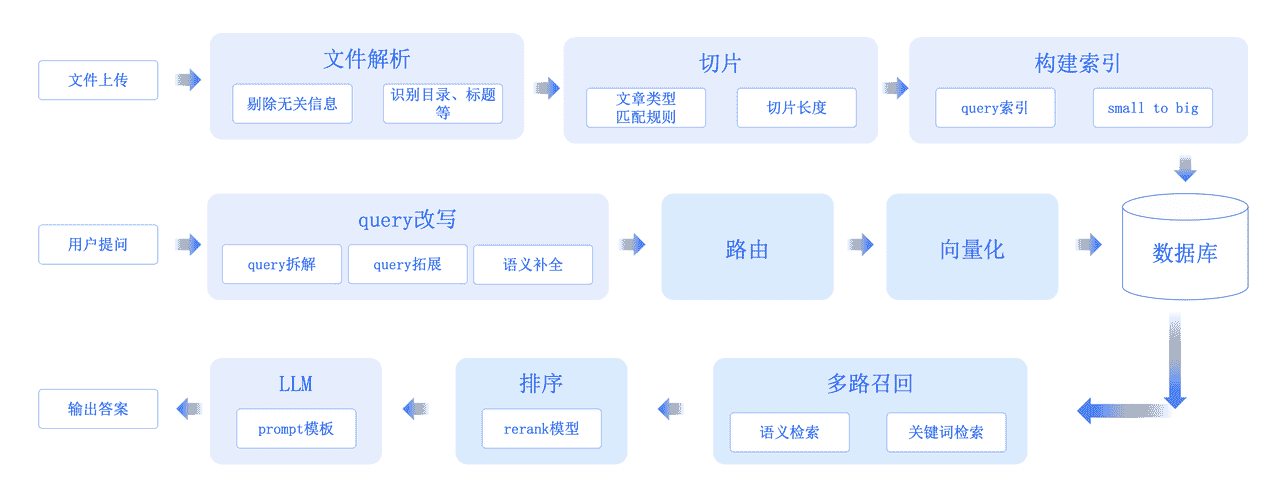 文件上传
文件解析
剔除无关信息
识别目录、标题
等
切片
文章类型
匹配规则
切片长度
构建索引
query索引
small to big
用户提问
query改写
query拆解
query拓展
语义补全
路由
向量化
数据库
输出答案
LLM
prompt模板
排序
rerank模型
多路召回
语义检索
关键词检索